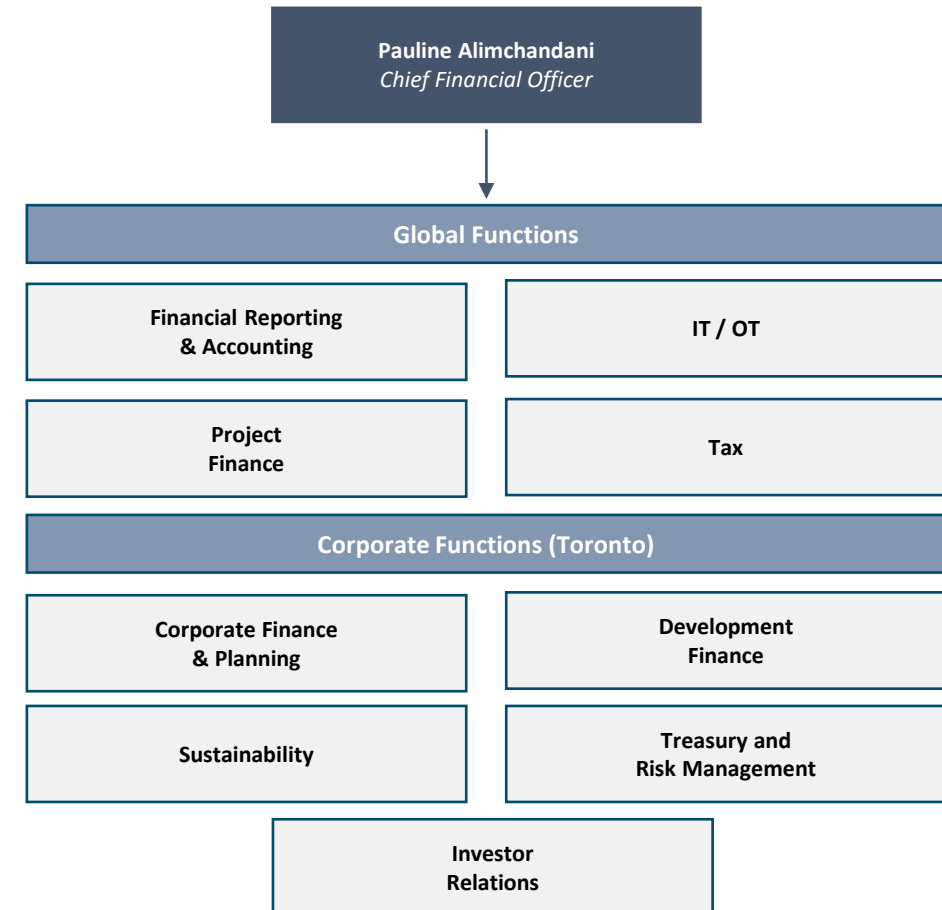 Pauline Alimchandani
Chief Financial Officer
Global Functions
Financial Reporting
& Accounting
IT / OT
Project
Finance
Tax
Corporate Functions (Toronto)
Corporate Finance
& Planning
Development
Finance
Sustainability
Treasury and
Risk Management
Investor
Relations